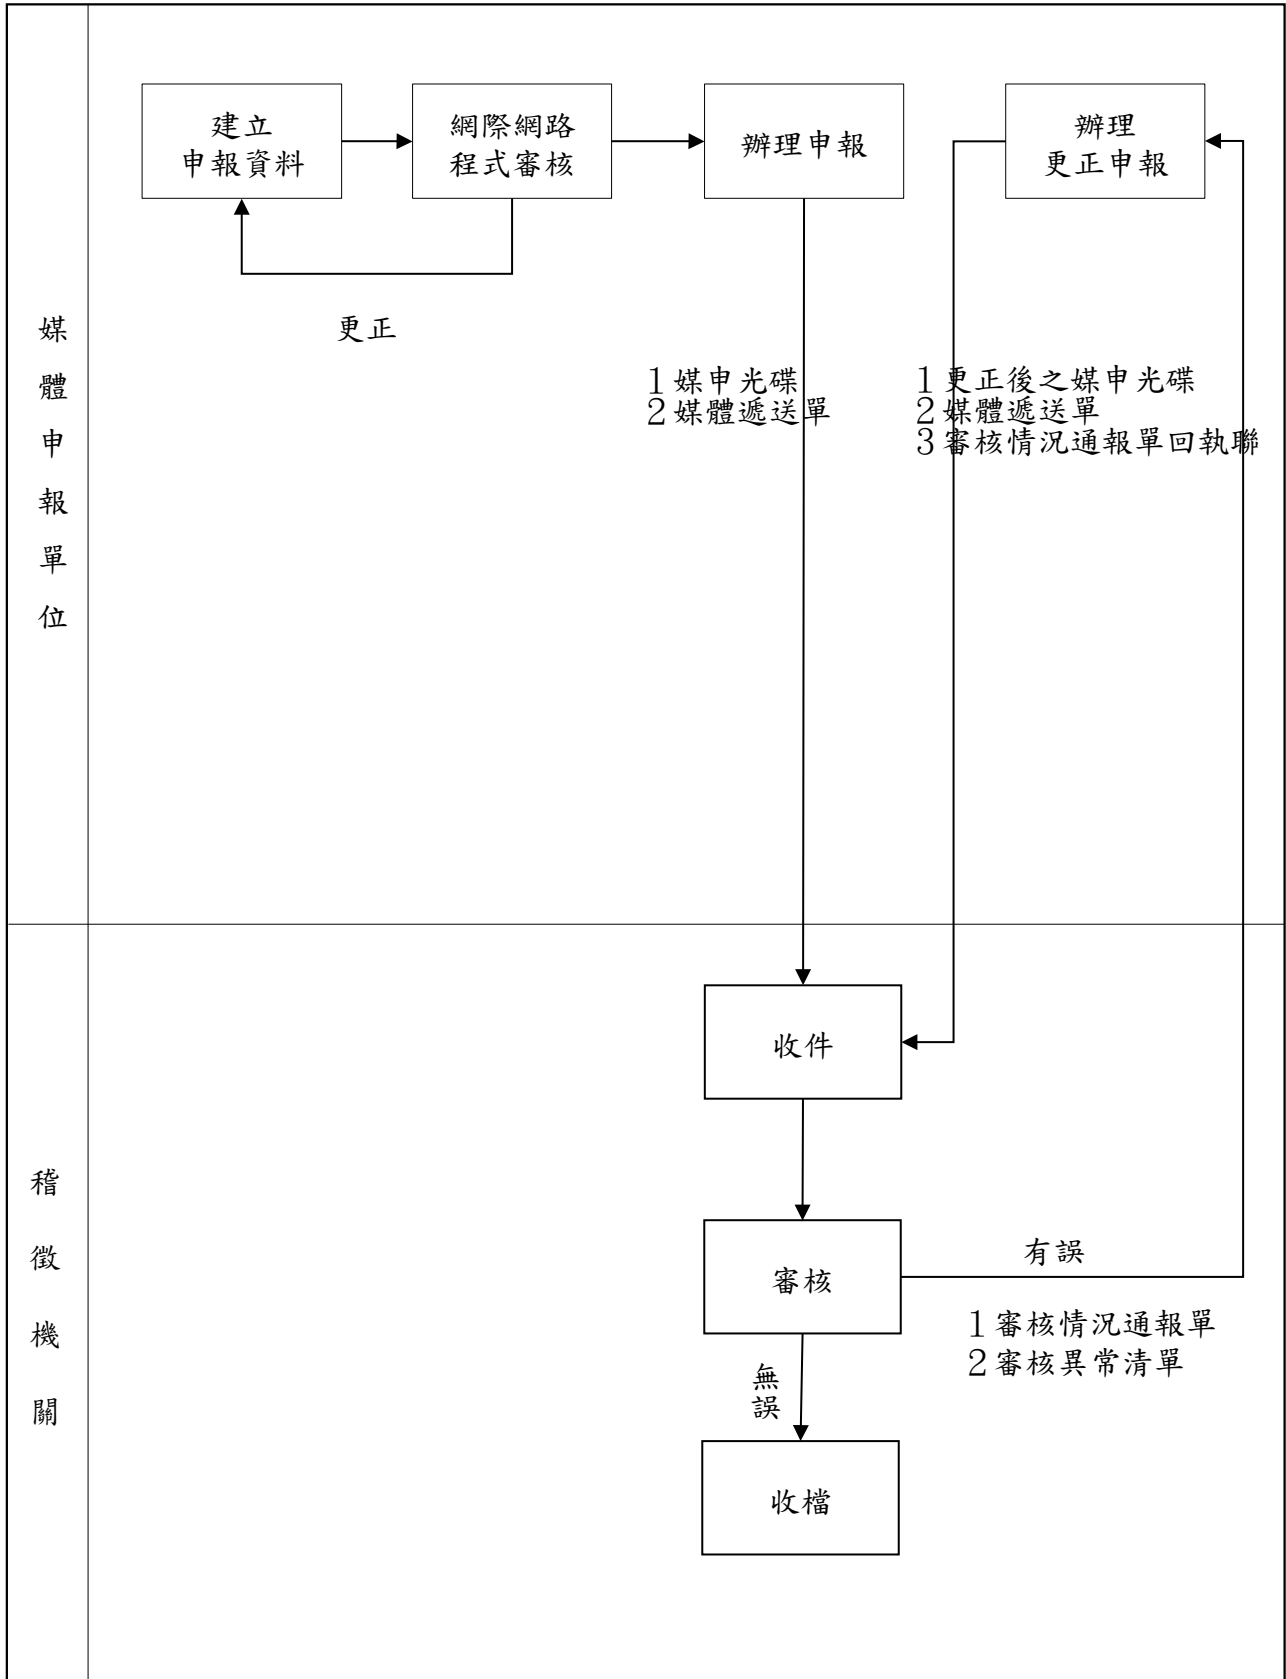 媒體申報單位
建立
申報資料
網際網路
程式審核
辦理申報
辦理
更正申報
更正
１媒申光碟
２媒體遞送單
１更正後之媒申光碟
２媒體遞送單
３審核情況通報單回執聯
稽徵機關
收件
審核
有誤
１審核情況通報單
２審核異常清單
無誤
收檔